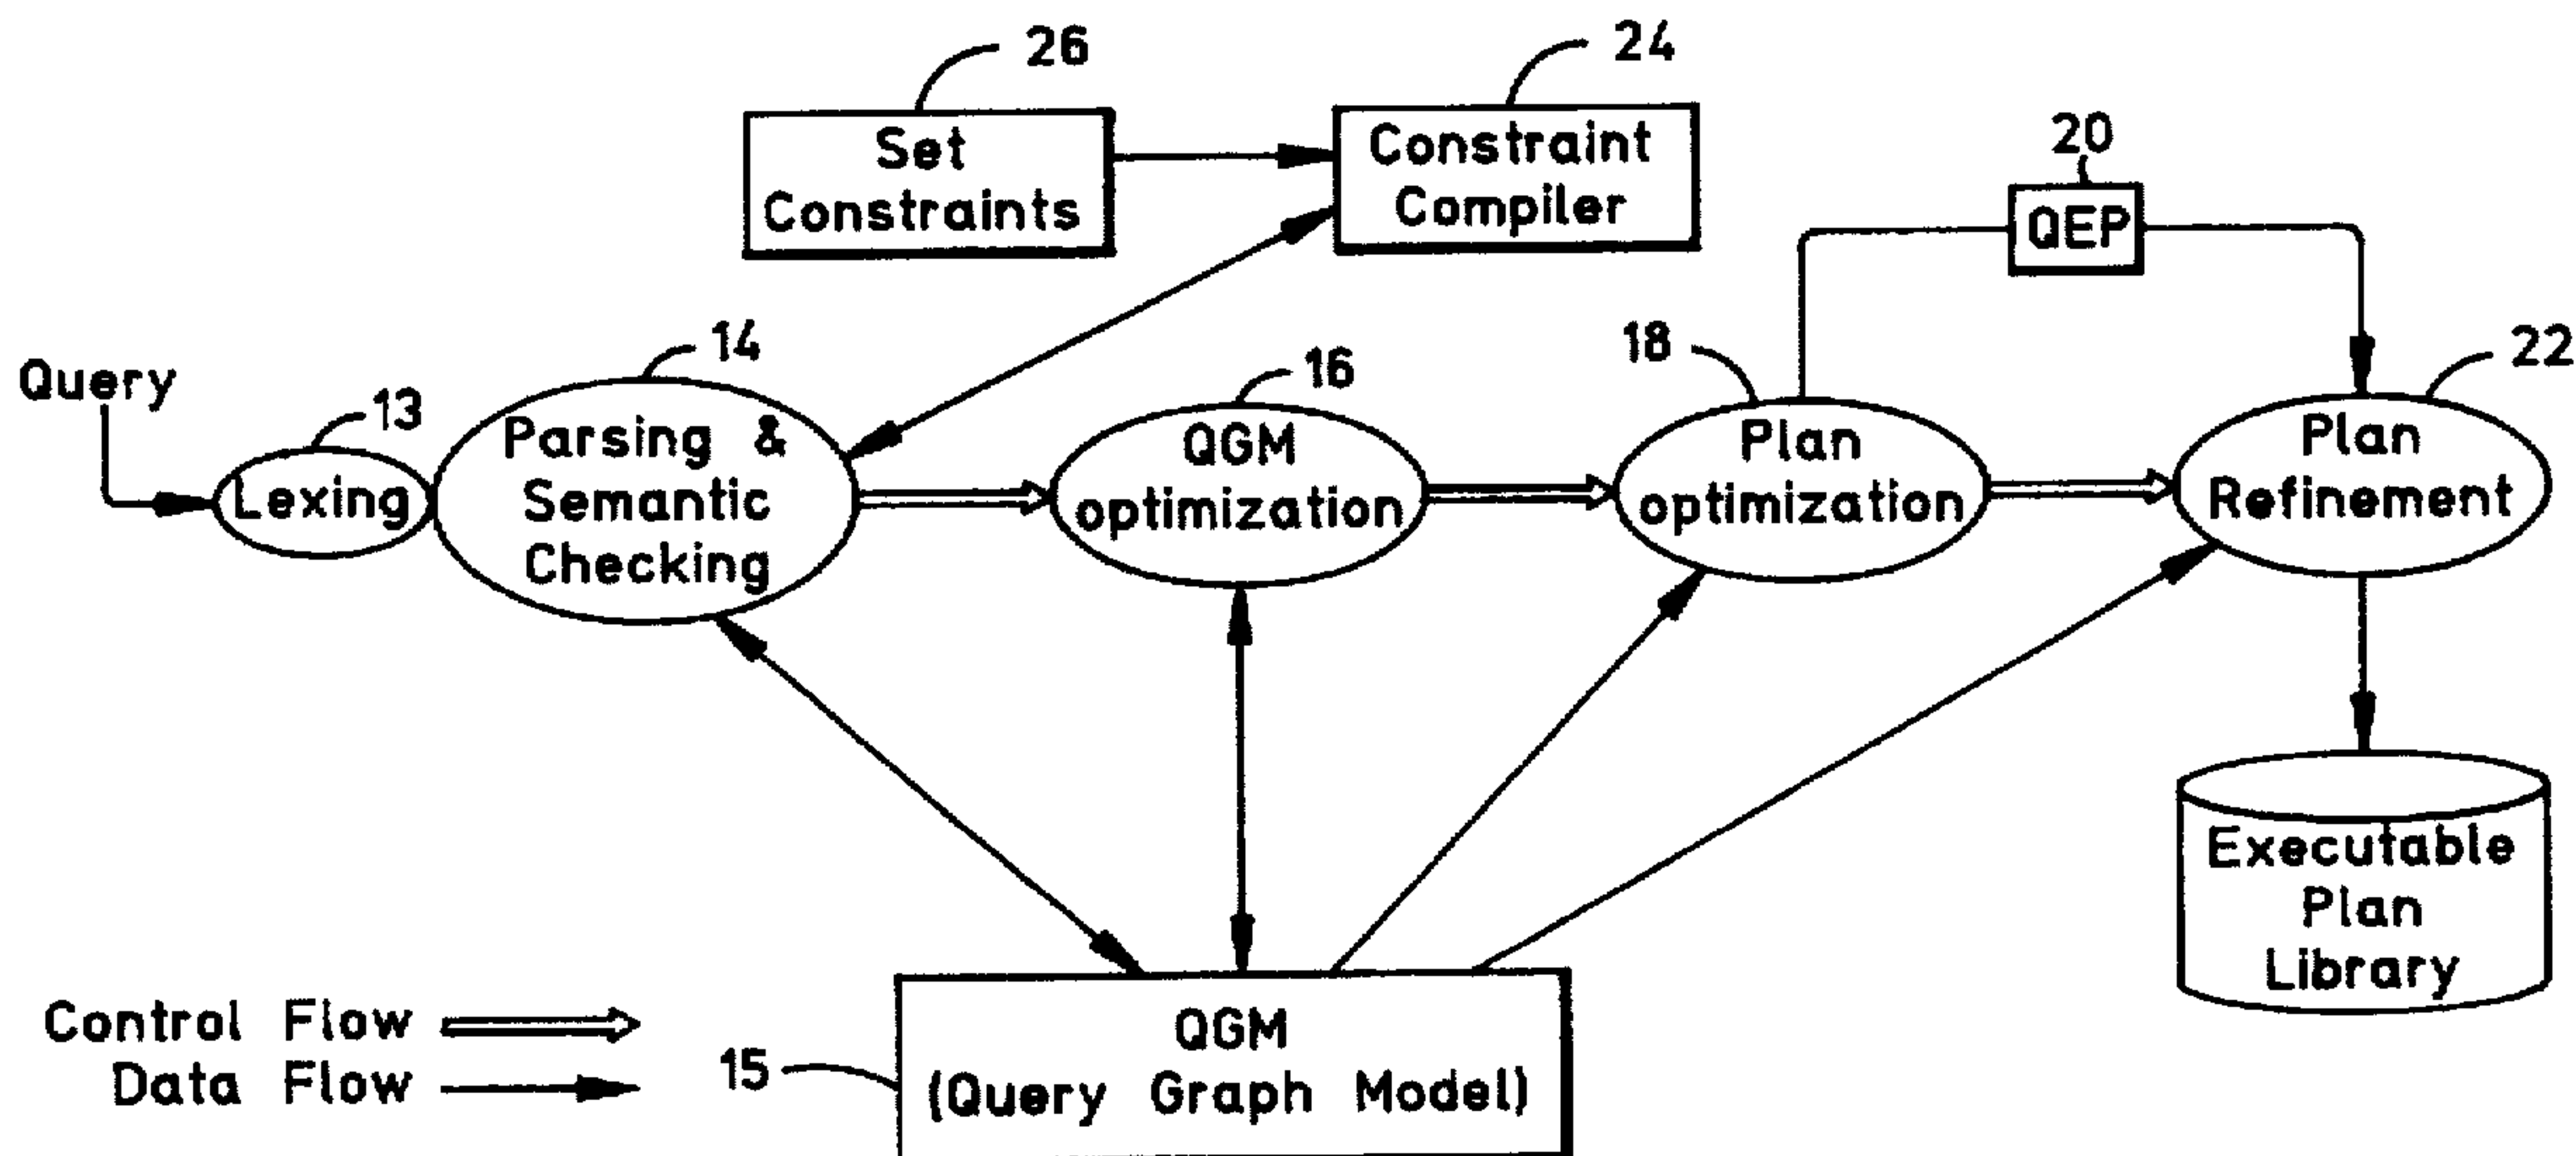 26
24
Set
Constraints
Constraint
Compiler
20
QEP
Query
13
14
16
18
22
Lexing
Parsing &
Semantic
Checking
QGM
optimization
Plan
optimization
Plan
Refinement
Executable
Plan
Library
Control Flow
Data Flow
15
QGM
(Query Graph Model)